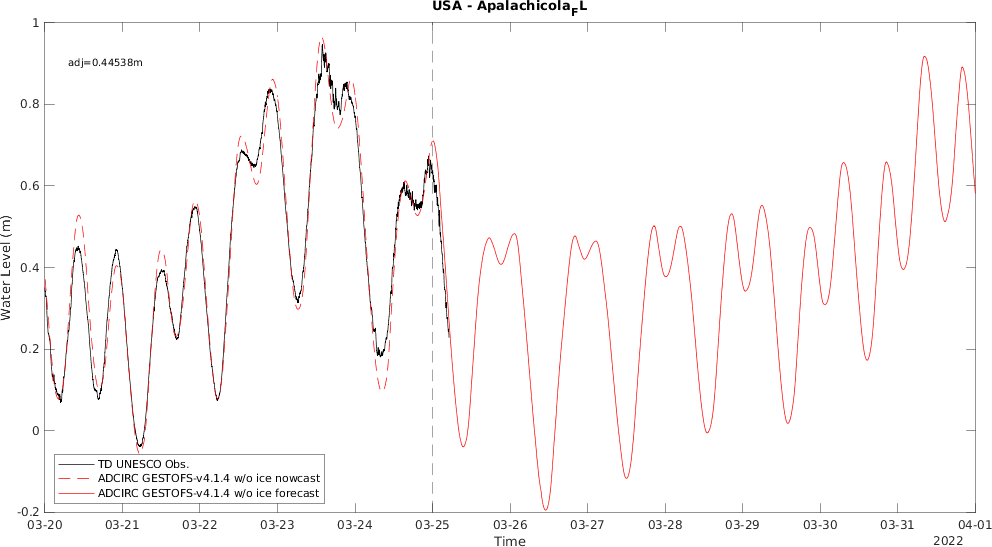 USA - Apalachicola_FL
adj=0.44538m
1
0.8
0.6
0.4
0.2
0
-0.2
Water Level (m)
TD UNESCO Obs.
ADCIRC GESTOFS-v4.1.4 w/o ice nowcast
ADCIRC GESTOFS-v4.1.4 w/o ice forecast
03-20 03-21 03-22 03-23 03-24 03-25 03-26 03-27 03-28 03-29 03-30 03-31 04-01
Time
2022